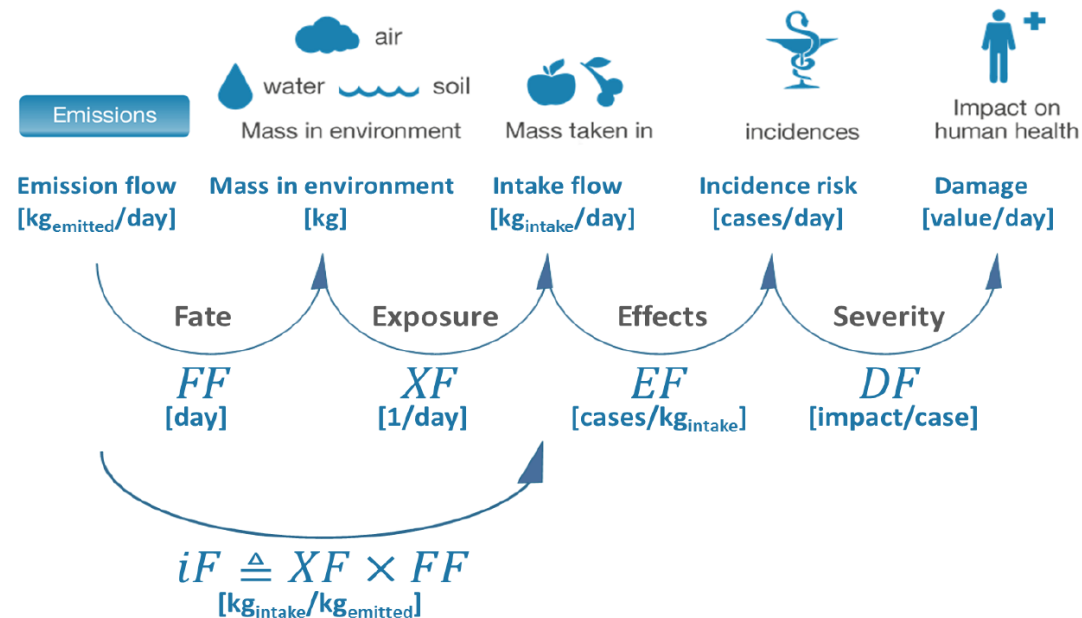 air
water
soil
Emissions
Mass in environment
Mass taken in
incidences
Impact on
human health
Emission flow
[kgemitted/day]
Mass in environment
[kg]
Intake flow
[kgintake/day]
Incidence risk
[cases/day]
Damage
[value/day]
Fate
Exposure
Effects
Severity
FF
[day]
XF
[1/day]
EF
[cases/kgintake]
DF
[impact/case]
iF ≜ XF × FF
[kgintake/kgemitted]